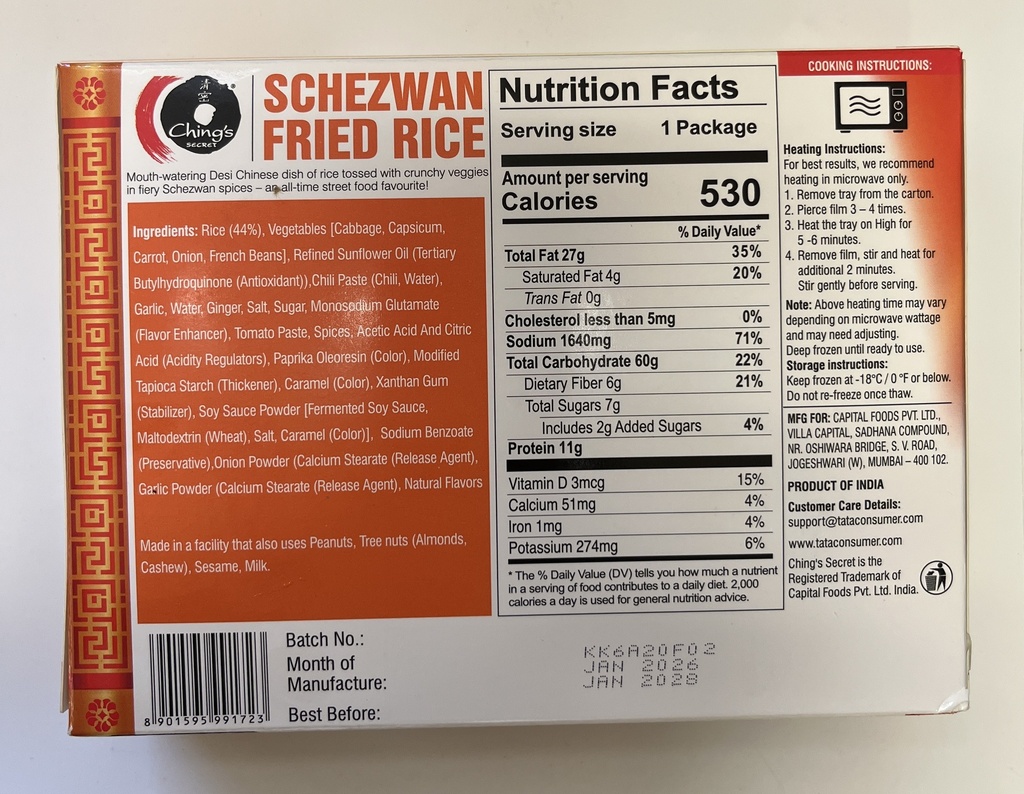 Ching's
SECRET
SCHEZWAN
FRIED RICE
Mouth-watering Desi Chinese dish of rice tossed with crunchy veggies
in fiery Schezwan spices – an all-time street food favourite!
Ingredients: Rice (44%), Vegetables [Cabbage, Capsicum,
Carrot, Onion, French Beans], Refined Sunflower Oil (Tertiary
Butylhydroquinone (Antioxidant)),Chili Paste (Chili, Water),
Garlic, Water, Ginger, Salt, Sugar, Monosodium Glutamate
(Flavor Enhancer), Tomato Paste, Spices, Acetic Acid And Citric
Acid (Acidity Regulators), Paprika Oleoresin (Color), Modified
Tapioca Starch (Thickener), Caramel (Color), Xanthan Gum
(Stabilizer), Soy Sauce Powder [Fermented Soy Sauce,
Maltodextrin (Wheat), Salt, Caramel (Color)], Sodium Benzoate
(Preservative),Onion Powder (Calcium Stearate (Release Agent),
Garlic Powder (Calcium Stearate (Release Agent), Natural Flavors
Made in a facility that also uses Peanuts, Tree nuts (Almonds,
Cashew), Sesame, Milk.
Nutrition Facts
Serving size 1 Package
Amount per serving
Calories 530
% Daily Value*
Total Fat 27g 35%
Saturated Fat 4g 20%
Trans Fat 0g
Cholesterol less than 5mg 0%
Sodium 1640mg 71%
Total Carbohydrate 60g 22%
Dietary Fiber 6g 21%
Total Sugars 7g
Includes 2g Added Sugars 4%
Protein 11g
Vitamin D 3mcg 15%
Calcium 51mg 4%
Iron 1mg 4%
Potassium 274mg 6%
* The % Daily Value (DV) tells you how much a nutrient
in a serving of food contributes to a daily diet. 2,000
calories a day is used for general nutrition advice.
COOKING INSTRUCTIONS:
Heating Instructions:
For best results, we recommend
heating in microwave only.
1. Remove tray from the carton.
2. Pierce film 3 – 4 times.
3. Heat the tray on High for
5 -6 minutes.
4. Remove film, stir and heat for
additional 2 minutes.
Stir gently before serving.
Note: Above heating time may vary
depending on microwave wattage
and may need adjusting.
Deep frozen until ready to use.
Storage instructions:
Keep frozen at -18°C / 0 °F or below.
Do not re-freeze once thaw.
MFG FOR: CAPITAL FOODS PVT. LTD.,
VILLA CAPITAL, SADHANA COMPOUND,
NR. OSHIWARA BRIDGE, S. V. ROAD,
JOGESHWARI (W), MUMBAI – 400 102.
PRODUCT OF INDIA
Customer Care Details:
support@tataconsumer.com
www.tataconsumer.com
Ching's Secret is the
Registered Trademark of
Capital Foods Pvt. Ltd. India.
8 901595 991723
Batch No.:
Month of
Manufacture:
Best Before:
KK6A20F02
JAN 2026
JAN 2028